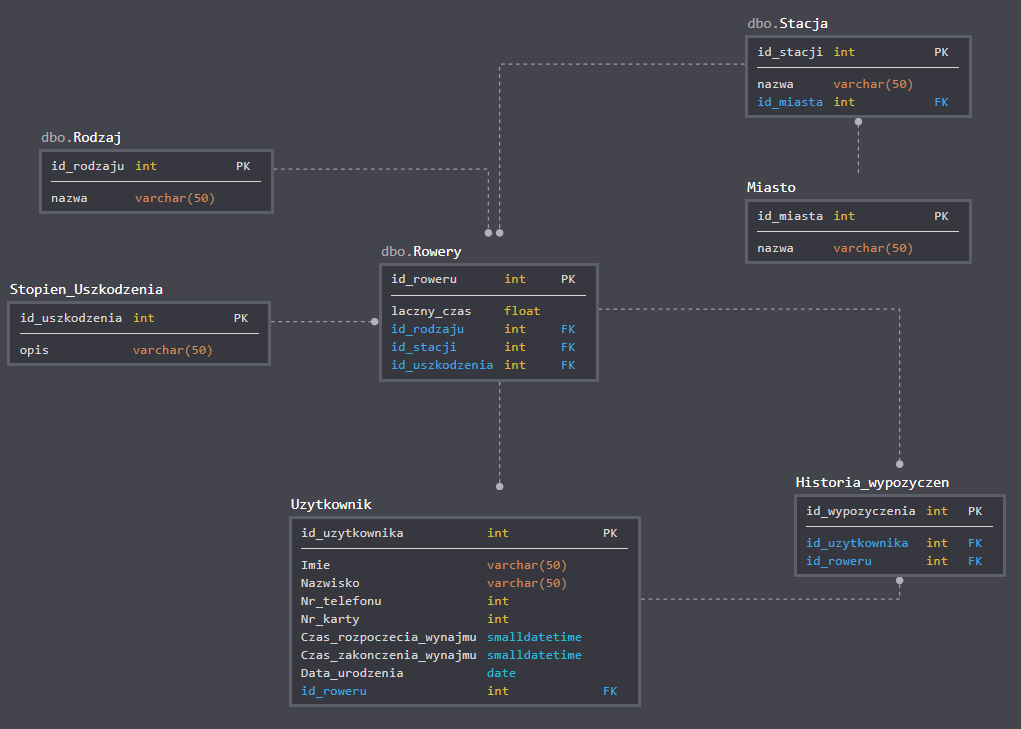 dbo.Stacja
id_stacji int PK
nazwa varchar(50)
id_miasta int FK
dbo.Rodzaj
id_rodzaju int PK
nazwa varchar(50)
Miasto
id_miasta int PK
nazwa varchar(50)
dbo.Rowery
id_roweru int PK
laczny_czas float
id_rodzaju int FK
id_stacji int FK
id_uszkodzenia int FK
Stopien_Uszkodzenia
id_uszkodzenia int PK
opis varchar(50)
Historia_wypozyczen
id_wypozyczenia int PK
id_uzytkownika int FK
id_roweru int FK
Uzytkownik
id_uzytkownika int PK
Imie varchar(50)
Nazwisko varchar(50)
Nr_telefonu int
Nr_karty int
Czas_rozpoczecia_wynajmu smalldatetime
Czas_zakonczenia_wynajmu smalldatetime
Data_urodzenia date
id_roweru int FK